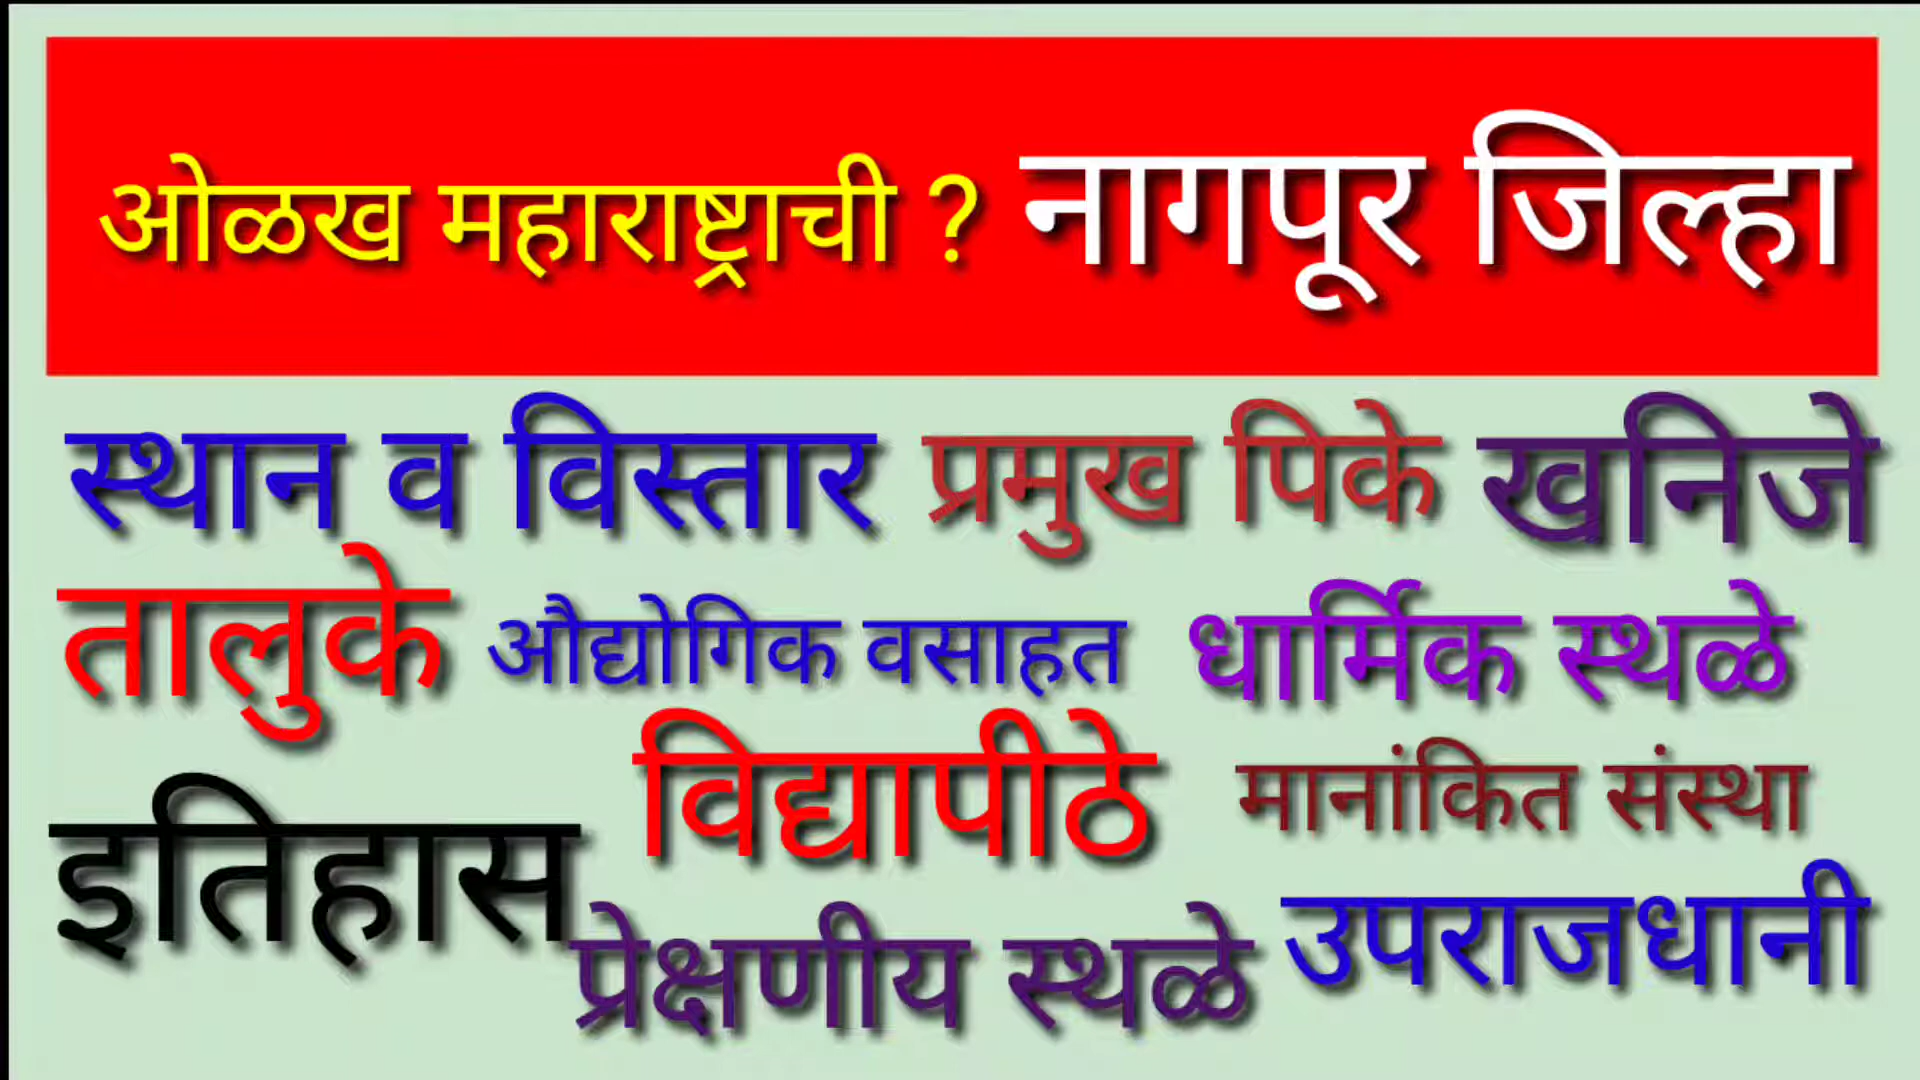 ओळख महाराष्ट्राची ? नागपूर जिल्हा
स्थान व विस्तार प्रमुख पिके खनिजे
तालुके औद्योगिक वसाहत धार्मिक स्थळे
विद्यापीठे मानांकित संस्था
इतिहास
प्रेक्षणीय स्थळे उपराजधानी